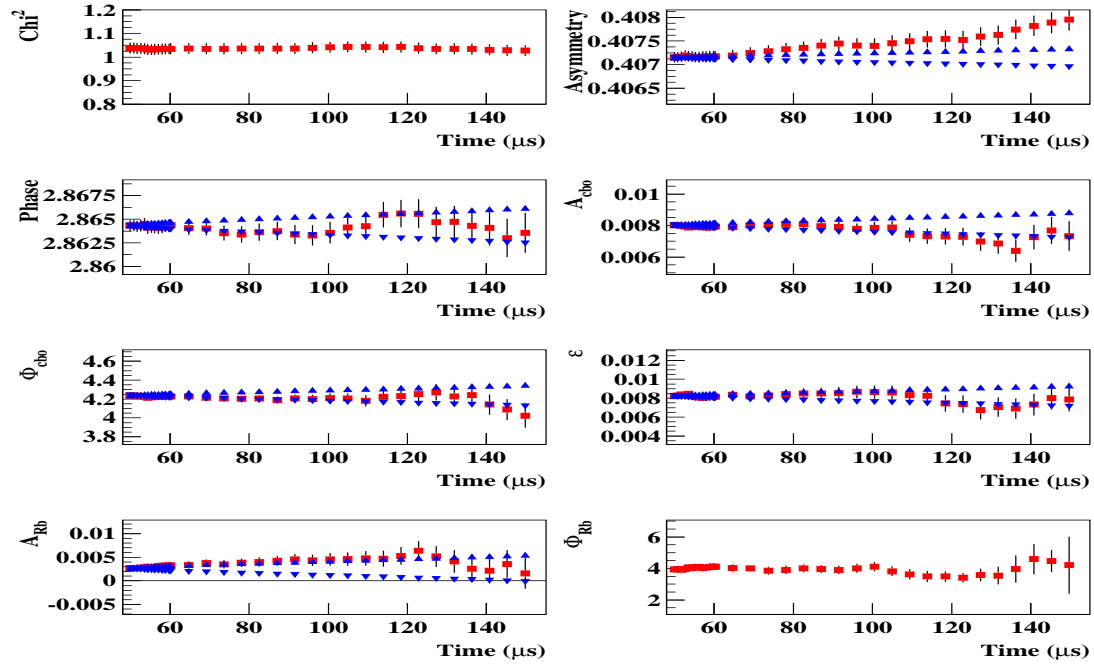 Chi²
1.2
1.1
1
0.9
0.8
60 80 100 120 140
Time (μs)
Asymmetry
0.408
0.4075
0.407
0.4065
60 80 100 120 140
Time (μs)
Phase
2.8675
2.865
2.8625
2.86
60 80 100 120 140
Time (μs)
A_cbo
0.01
0.008
0.006
60 80 100 120 140
Time (μs)
Φ_cbo
4.6
4.4
4.2
4
3.8
60 80 100 120 140
Time (μs)
ε
0.012
0.01
0.008
0.006
0.004
60 80 100 120 140
Time (μs)
A_Rb
0.01
0.005
0
-0.005
60 80 100 120 140
Time (μs)
Φ_Rb
6
4
2
60 80 100 120 140
Time (μs)